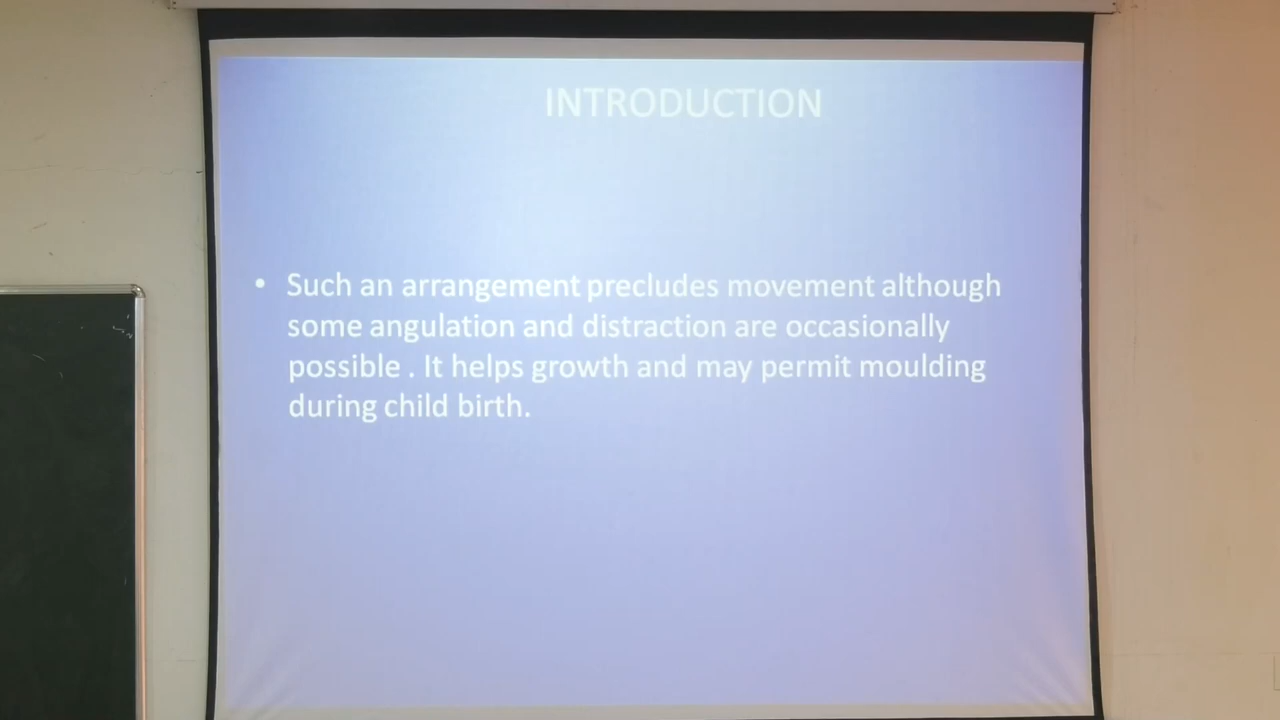 INTRODUCTION
• Such an arrangement precludes movement although
some angulation and distraction are occasionally
possible . It helps growth and may permit moulding
during child birth.